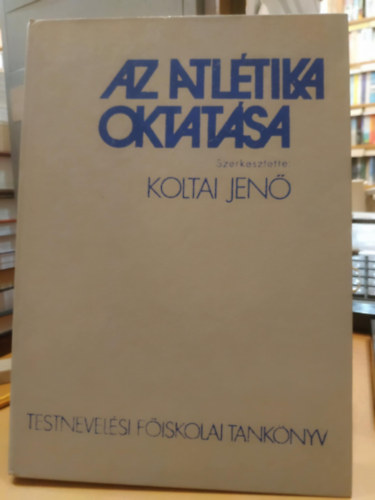 AZ ATLÉTIKA
OKTATÁSA
Szerkesztette
KOLTAI JENŐ
TESTNEVELÉSI FŐISKOLAI TANKÖNYV